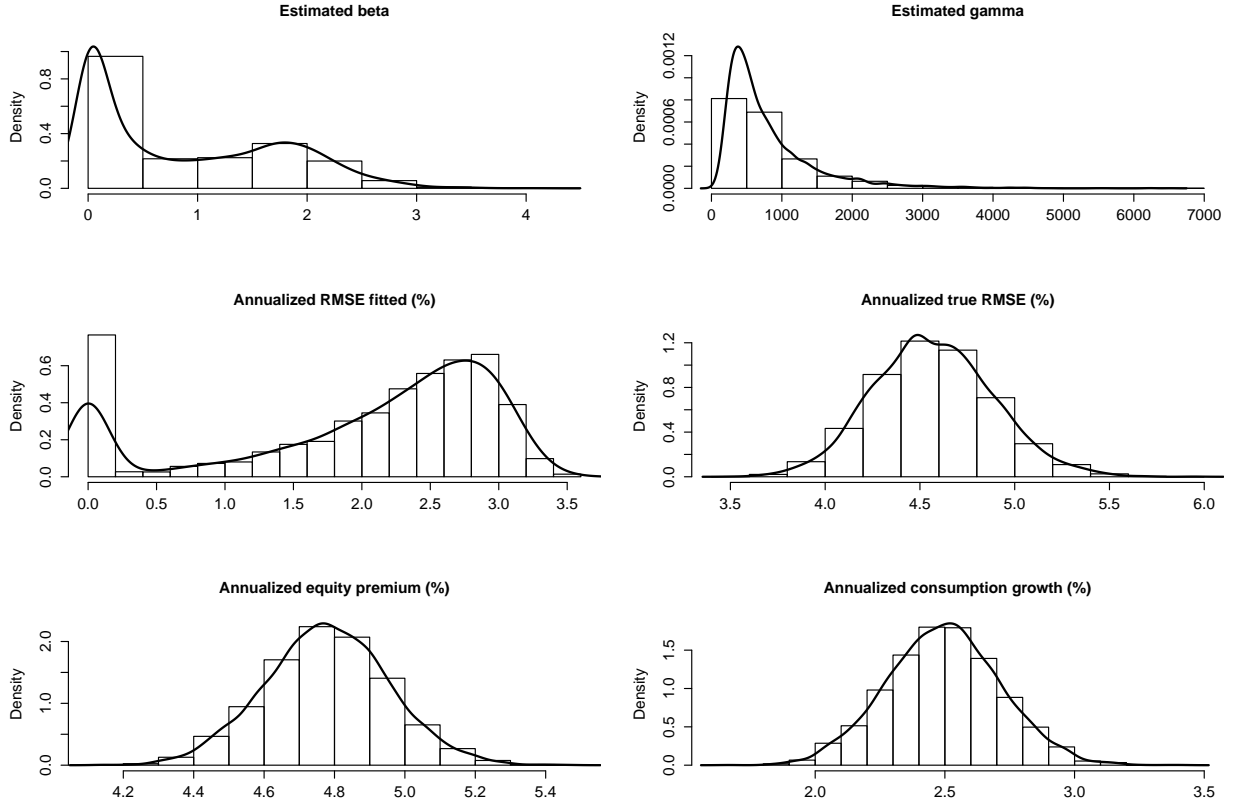 Estimated beta
Density
0.0 0.4 0.8
0 1 2 3 4
Estimated gamma
Density
0.0000 0.0006 0.0012
0 1000 2000 3000 4000 5000 6000 7000
Annualized RMSE fitted (%)
Density
0.0 0.2 0.4 0.6
0.0 0.5 1.0 1.5 2.0 2.5 3.0 3.5
Annualized true RMSE (%)
Density
0.0 0.4 0.8 1.2
3.5 4.0 4.5 5.0 5.5 6.0
Annualized equity premium (%)
Density
0.0 1.0 2.0
4.2 4.4 4.6 4.8 5.0 5.2 5.4
Annualized consumption growth (%)
Density
0.0 0.5 1.0 1.5
2.0 2.5 3.0 3.5